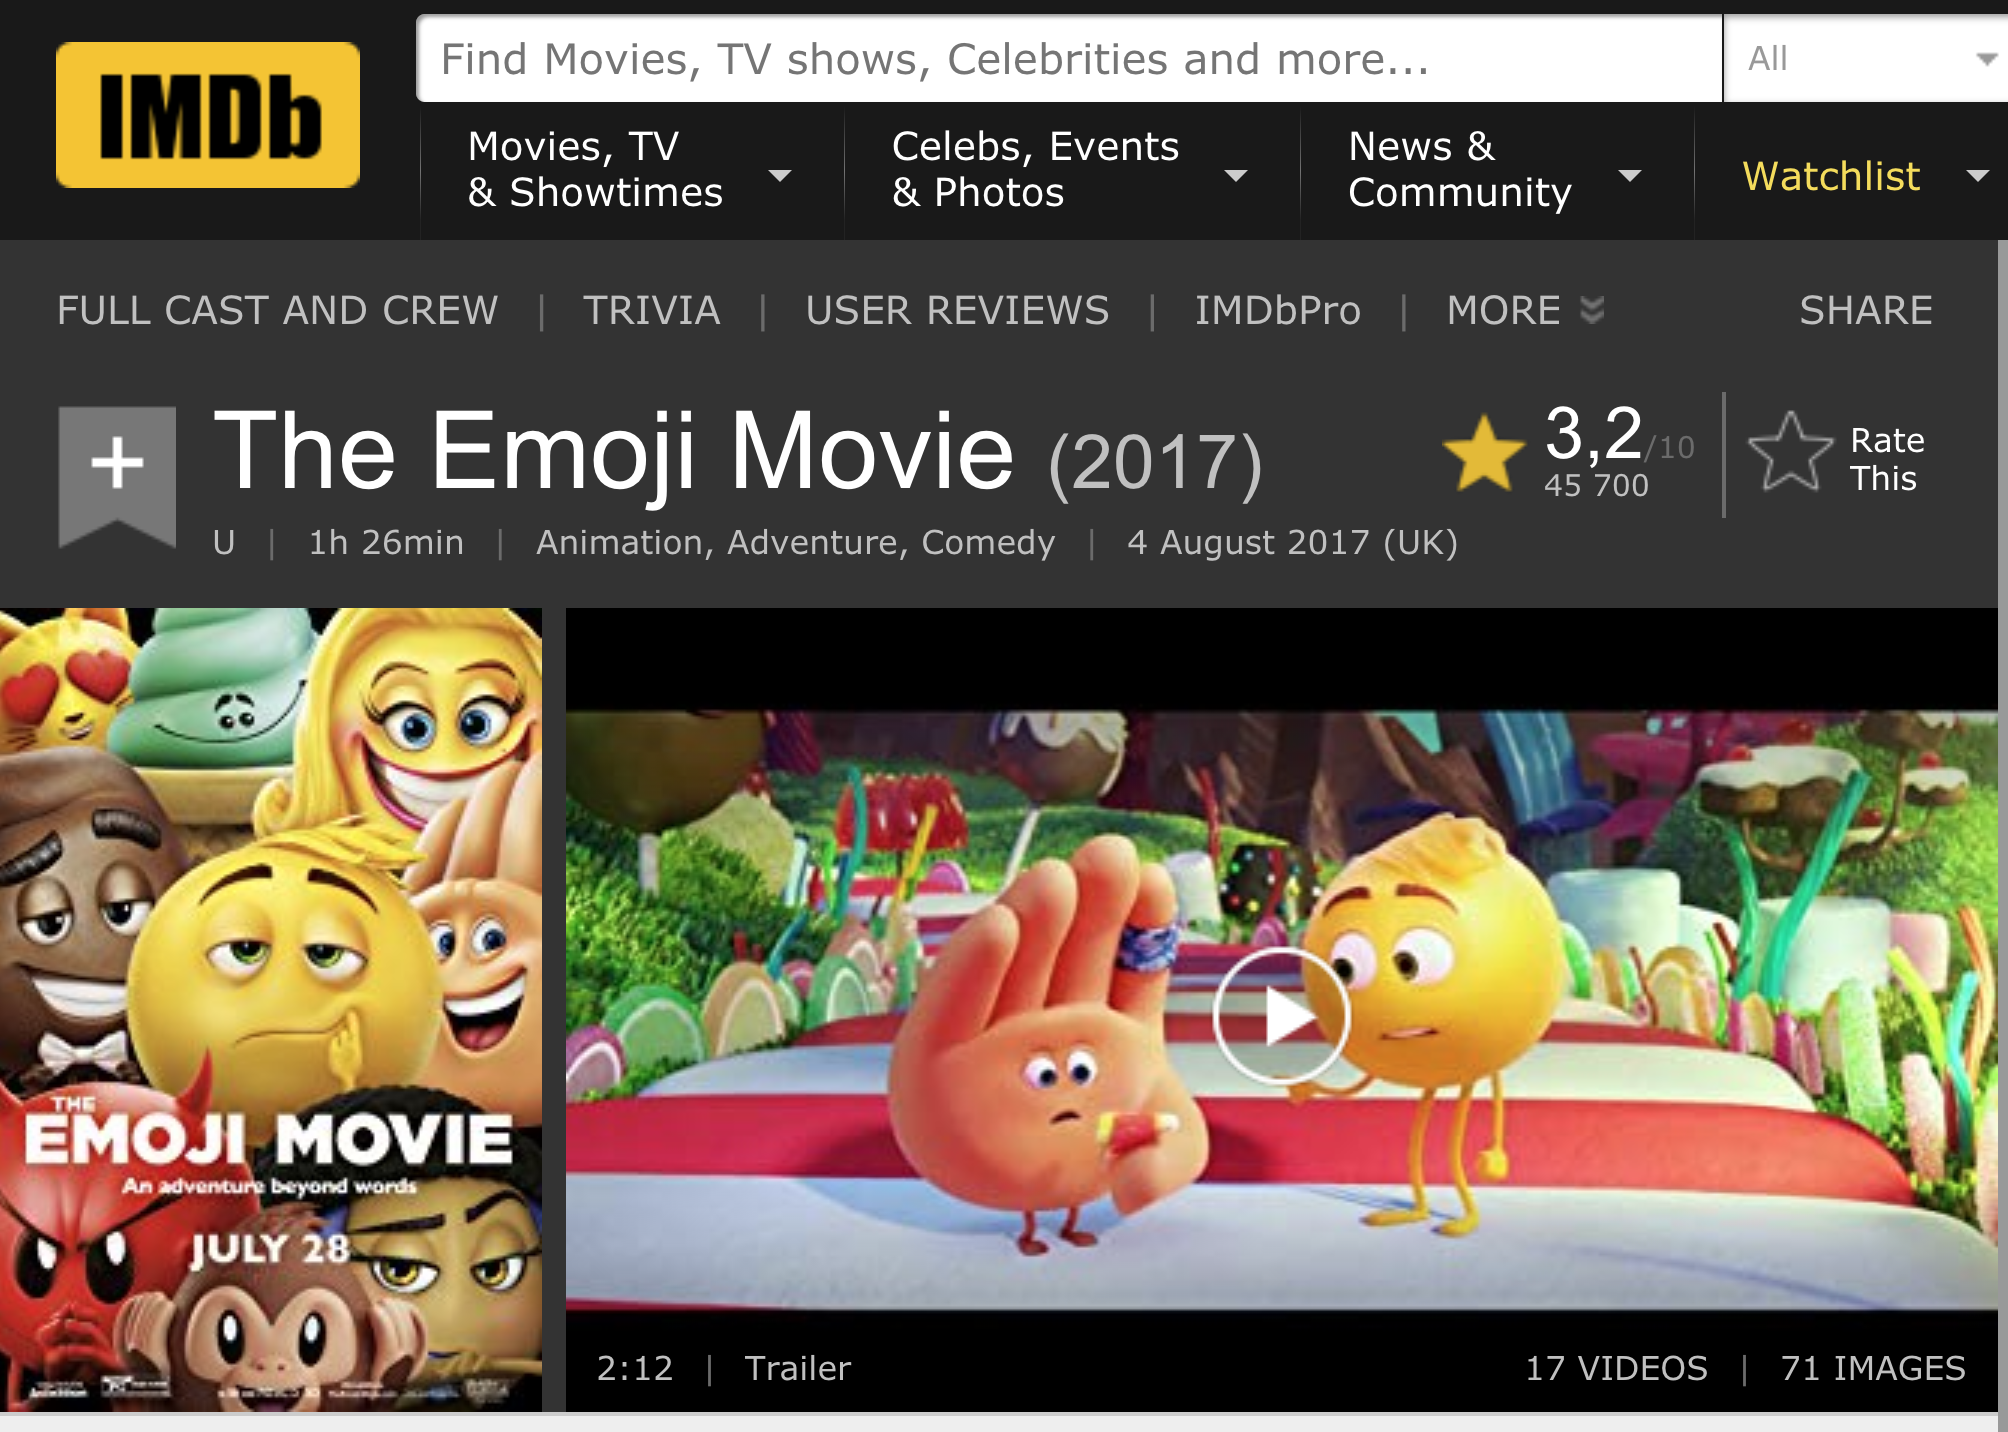 IMDb
Find Movies, TV shows, Celebrities and more...
All
Movies, TV
& Showtimes
Celebs, Events
& Photos
News &
Community
Watchlist
FULL CAST AND CREW | TRIVIA | USER REVIEWS | IMDbPro | MORE
SHARE
The Emoji Movie (2017)
3,2/10
45 700
Rate
This
U | 1h 26min | Animation, Adventure, Comedy | 4 August 2017 (UK)
THE
EMOJI MOVIE
An adventure beyond words
JULY 28
2:12 | Trailer
17 VIDEOS | 71 IMAGES